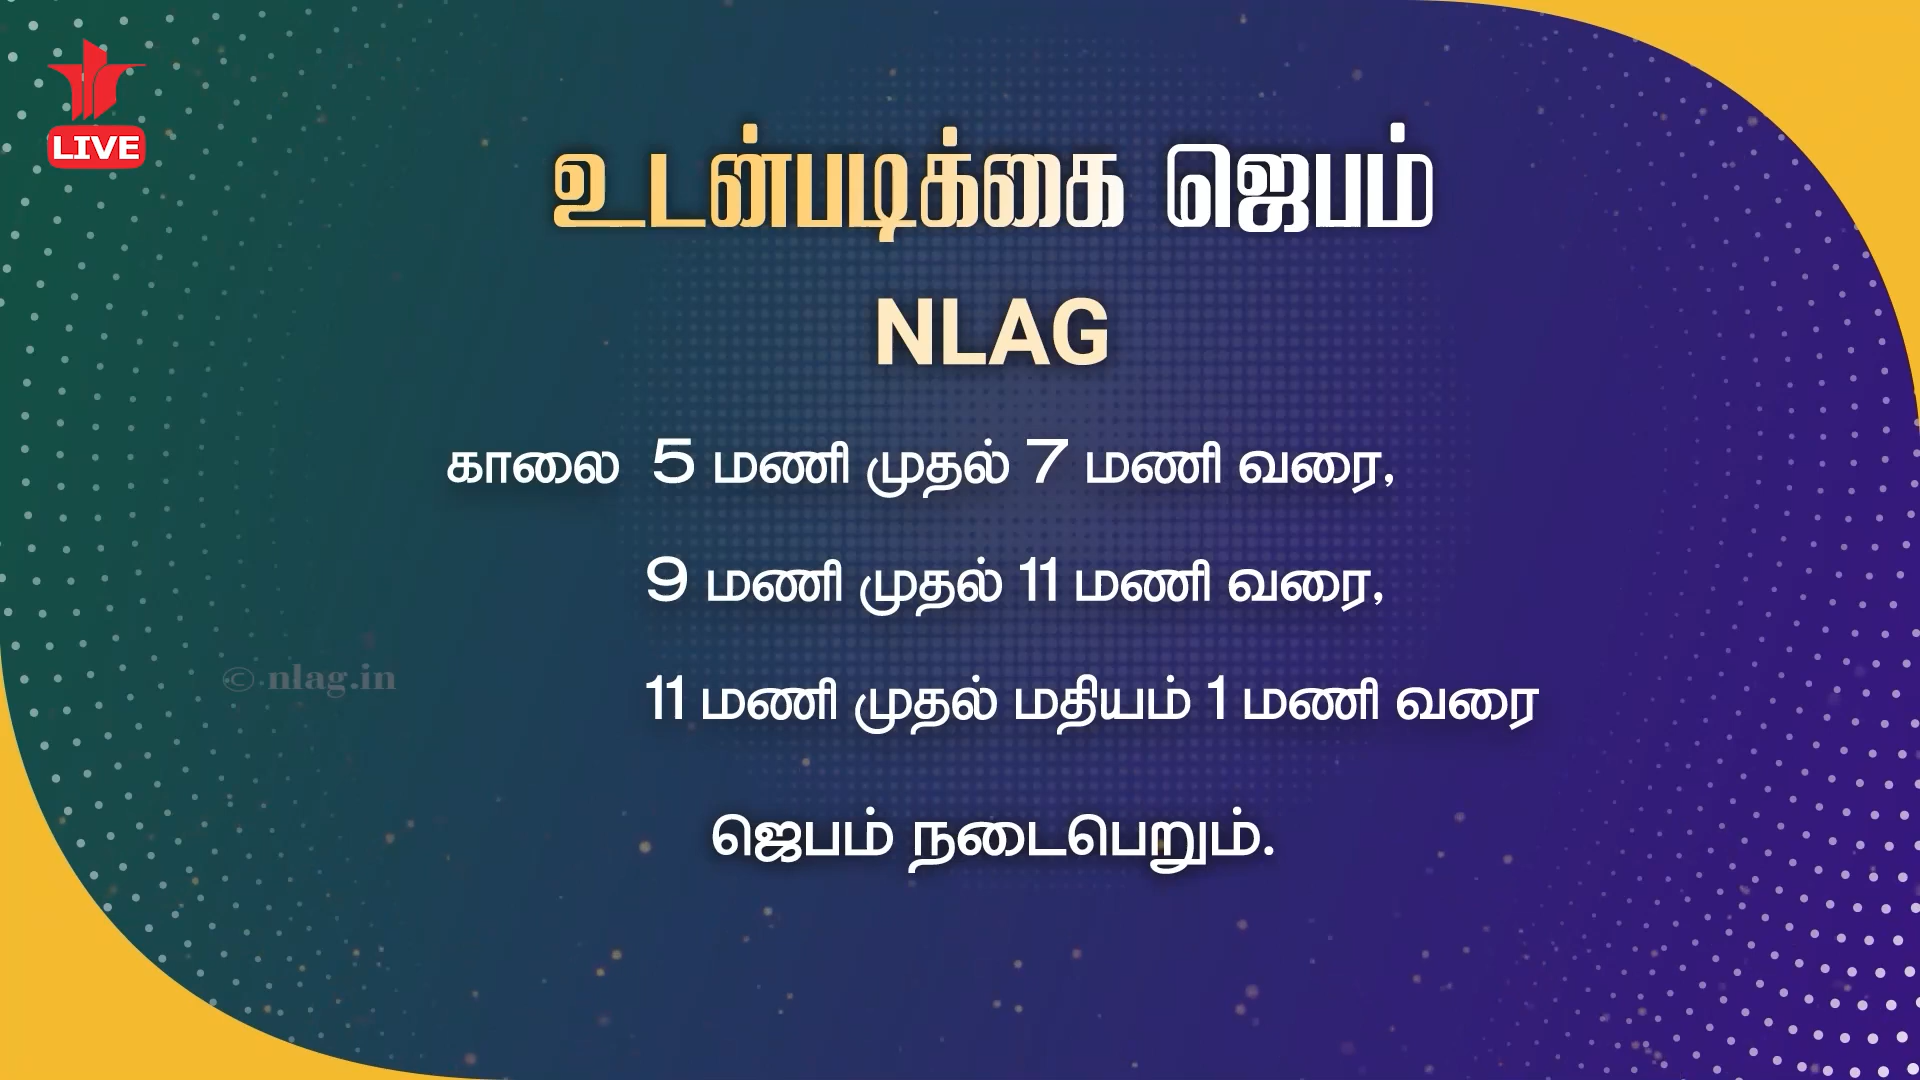 LIVE
உடன்படிக்கை ஜெபம்
NLAG
காலை 5 மணி முதல் 7 மணி வரை,
9 மணி முதல் 11 மணி வரை,
© nlag.in
11 மணி முதல் மதியம் 1 மணி வரை
ஜெபம் நடைபெறும்.